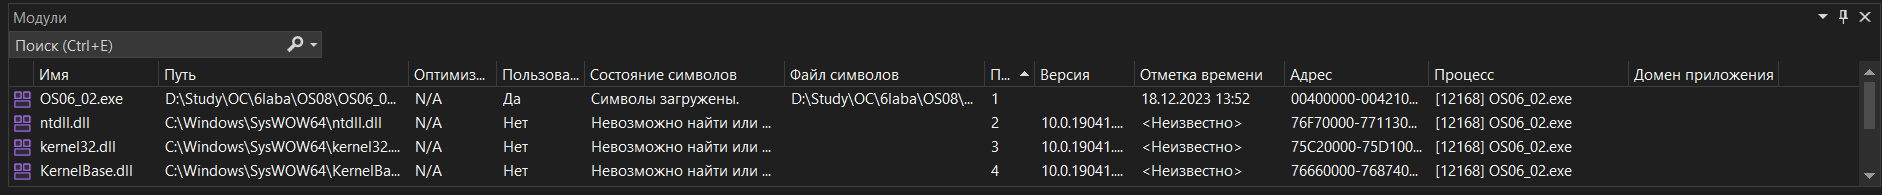 Модули
Поиск (Ctrl+E)
Имя Путь Оптимиз... Пользова... Состояние символов Файл символов П... Версия Отметка времени Адрес Процесс Домен приложения
OS06_02.exe D:\Study\OC\6laba\OS08\OS06_0... N/A Да Символы загружены. D:\Study\OC\6laba\OS08\... 1 18.12.2023 13:52 00400000-004210... [12168] OS06_02.exe
ntdll.dll C:\Windows\SysWOW64\ntdll.dll N/A Нет Невозможно найти или ... 2 10.0.19041.... <Неизвестно> 76F70000-771130... [12168] OS06_02.exe
kernel32.dll C:\Windows\SysWOW64\kernel32.... N/A Нет Невозможно найти или ... 3 10.0.19041.... <Неизвестно> 75C20000-75D100... [12168] OS06_02.exe
KernelBase.dll C:\Windows\SysWOW64\KernelBa... N/A Нет Невозможно найти или ... 4 10.0.19041.... <Неизвестно> 76660000-768740... [12168] OS06_02.exe